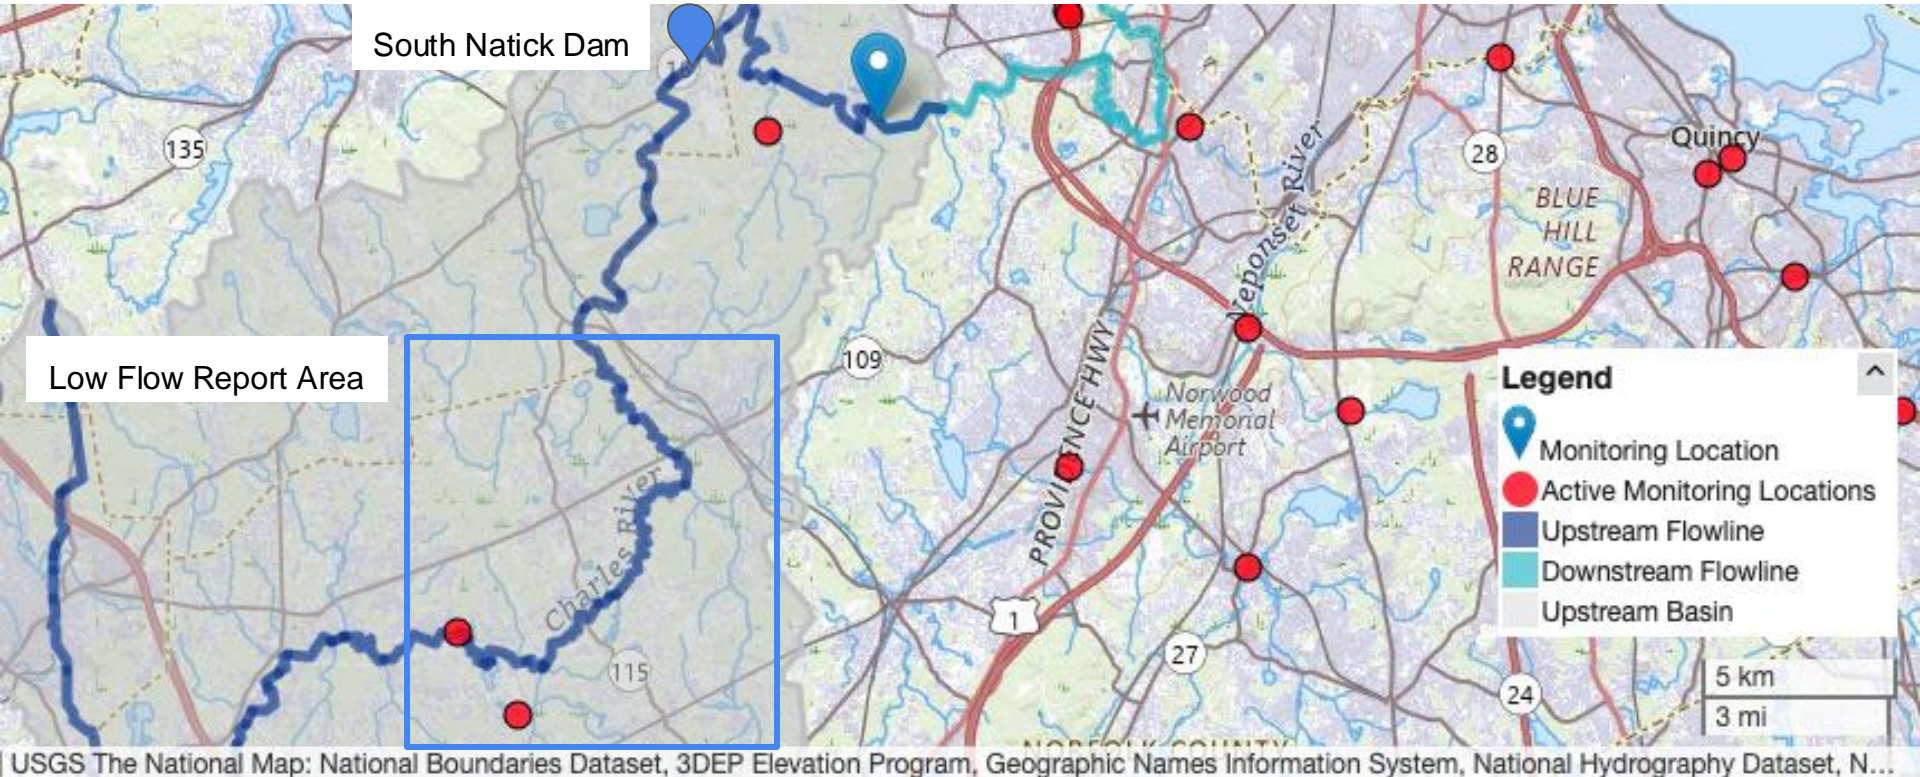 South Natick Dam
16
135
Quincy
28
BLUE
HILL
RANGE
Neponset River
109
Low Flow Report Area
PROVIDENCE HWY
Norwood
Memorial
Airport
Charles River
115
1
27
24
Legend
Monitoring Location
Active Monitoring Locations
Upstream Flowline
Downstream Flowline
Upstream Basin
5 km
3 mi
NORFOLK COUNTY
USGS The National Map: National Boundaries Dataset, 3DEP Elevation Program, Geographic Names Information System, National Hydrography Dataset, N...